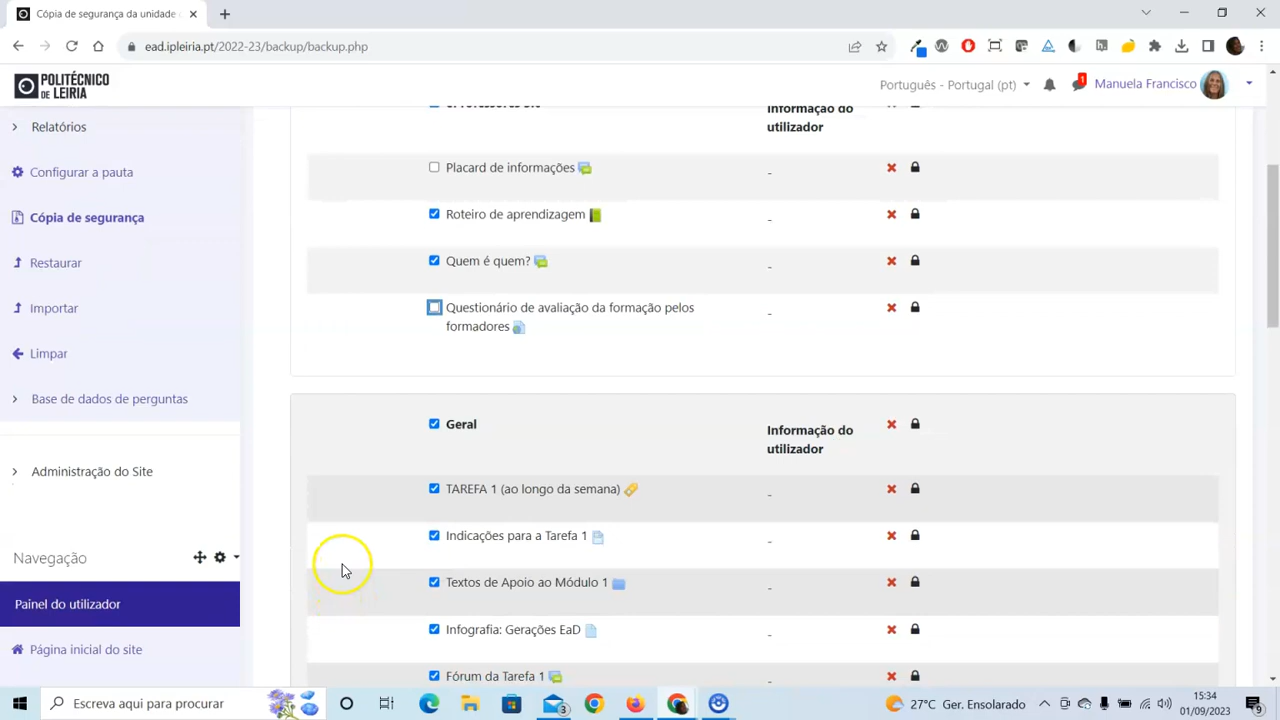 Cópia de segurança da unidade c
ead.ipleiria.pt/2022-23/backup/backup.php
POLITÉCNICO
DE LEIRIA
Português - Portugal (pt)
1
Manuela Francisco
Relatórios
Configurar a pauta
Cópia de segurança
Restaurar
Importar
Limpar
Base de dados de perguntas
Administração do Site
Navegação
Painel do utilizador
Página inicial do site
Informação do
utilizador
Placard de informações
-
Roteiro de aprendizagem
-
Quem é quem?
-
Questionário de avaliação da formação pelos
formadores
-
Geral
Informação do
utilizador
TAREFA 1 (ao longo da semana)
-
Indicações para a Tarefa 1
-
Textos de Apoio ao Módulo 1
-
Infografia: Gerações EaD
-
Fórum da Tarefa 1
-
Escreva aqui para procurar
3
27°C Ger. Ensolarado
15:34
01/09/2023
9